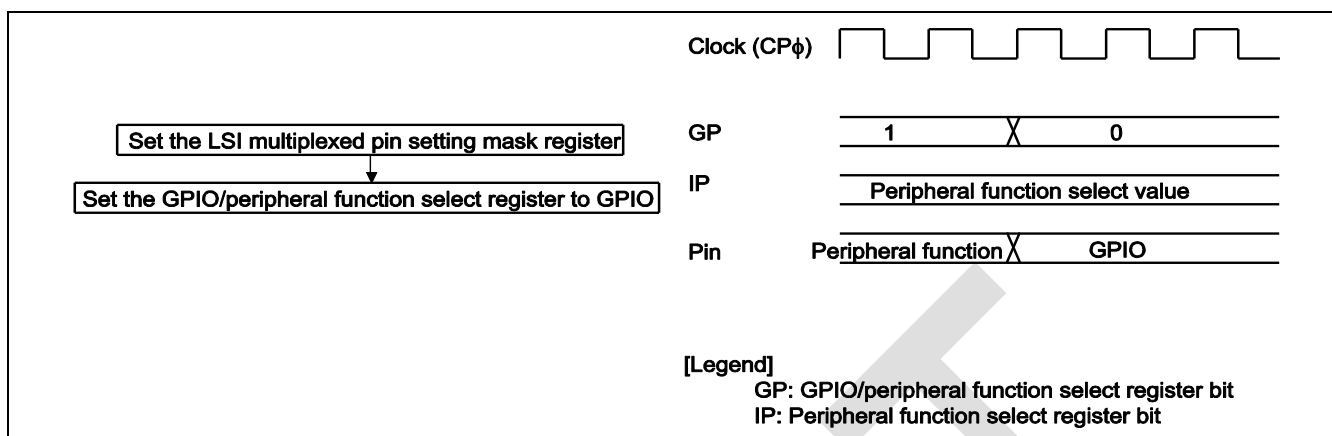 Set the LSI multiplexed pin setting mask register
Set the GPIO/peripheral function select register to GPIO
Clock (CPϕ)
GP 1 0
IP Peripheral function select value
Pin Peripheral function GPIO
[Legend]
GP: GPIO/peripheral function select register bit
IP: Peripheral function select register bit